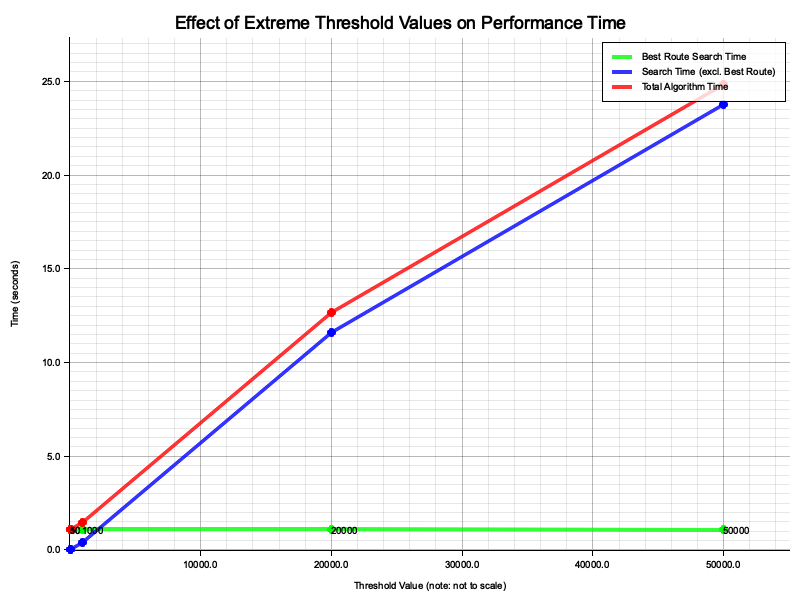 Effect of Extreme Threshold Values on Performance Time
Best Route Search Time
Search Time (excl. Best Route)
Total Algorithm Time
25.0
20.0
15.0
10.0
5.0
0.0
Time (seconds)
1000
20000
50000
10000.0
20000.0
30000.0
40000.0
50000.0
Threshold Value (note: not to scale)